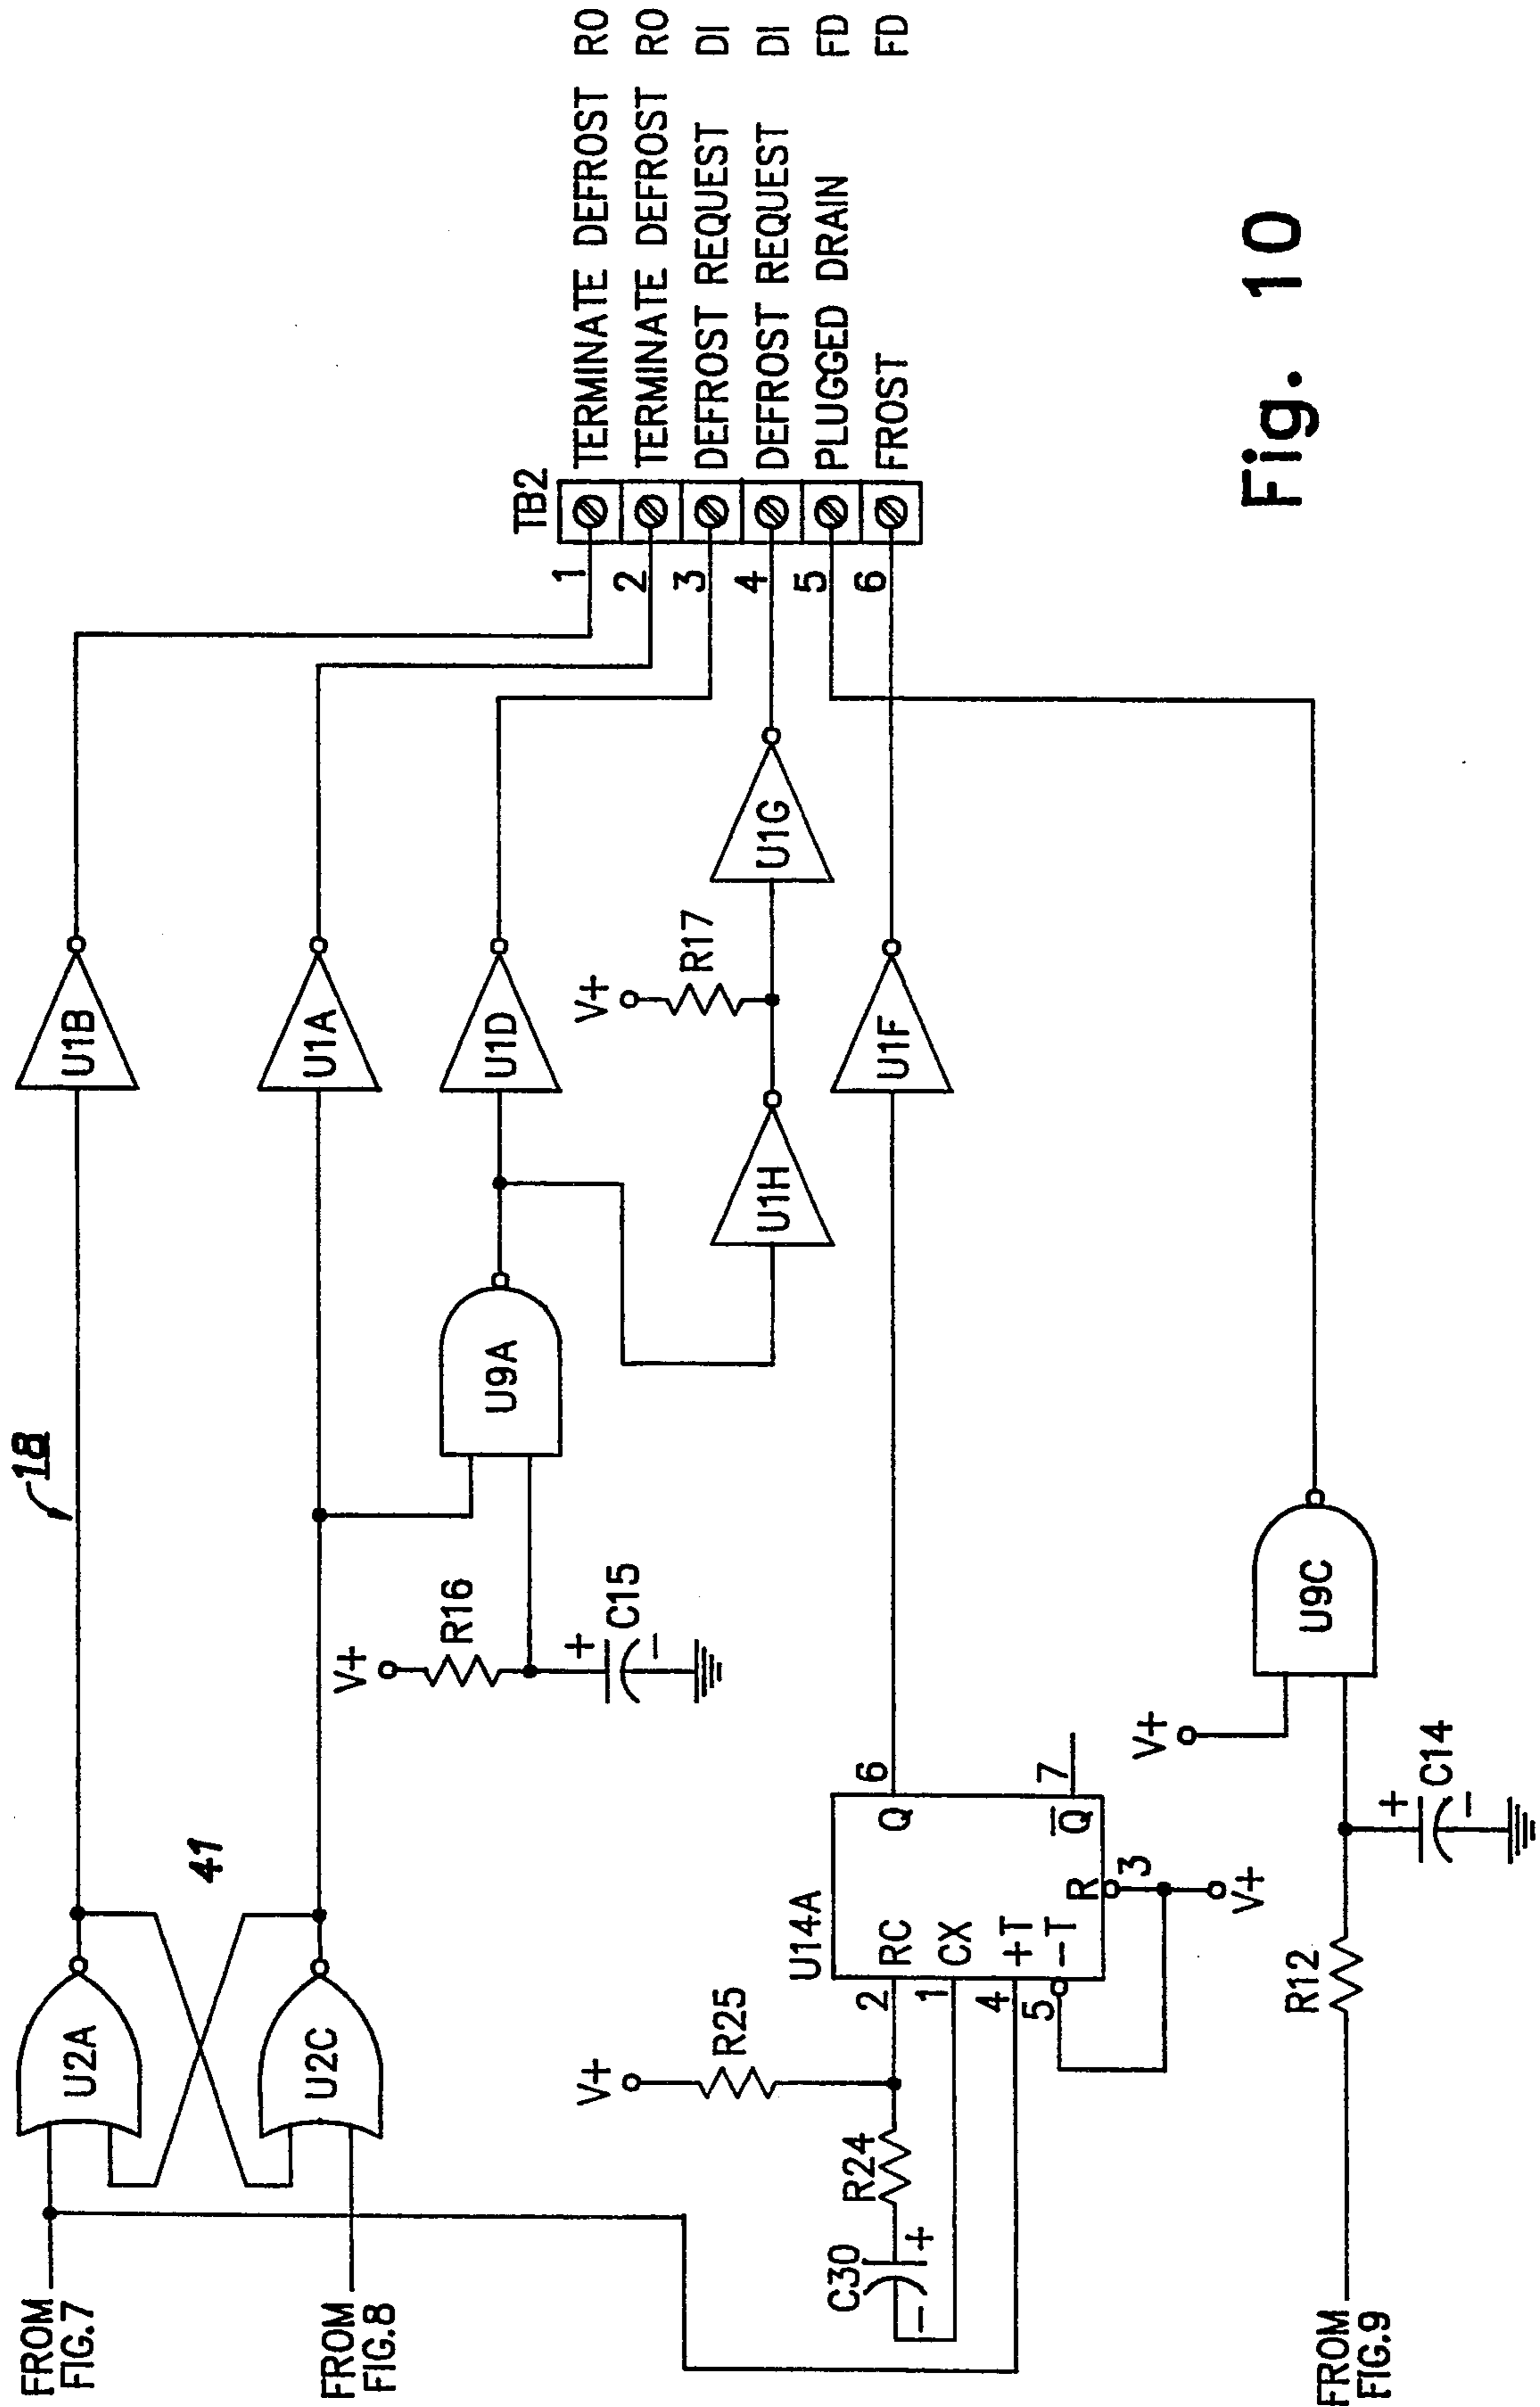 18
FROM
FIG.7
U2A
U1B
41
FROM
FIG.8
U2C
U1A
V+
R16
C15
+
−
U9A
U1D
U1H
V+
R17
U1G
TB2
1 TERMINATE DEFROST RO
2 TERMINATE DEFROST RO
3 DEFROST REQUEST DI
4 DEFROST REQUEST DI
5 PLUGGED DRAIN FD
6 FROST FD
V+
R25
C30
−
+
R24
U14A
2 RC
1 CX
4 +T
5 −T
Q 6
Q̅ 7
R 3
V+
U1F
FROM
FIG.9
R12
V+
+
−
C14
U9C
Fig. 10